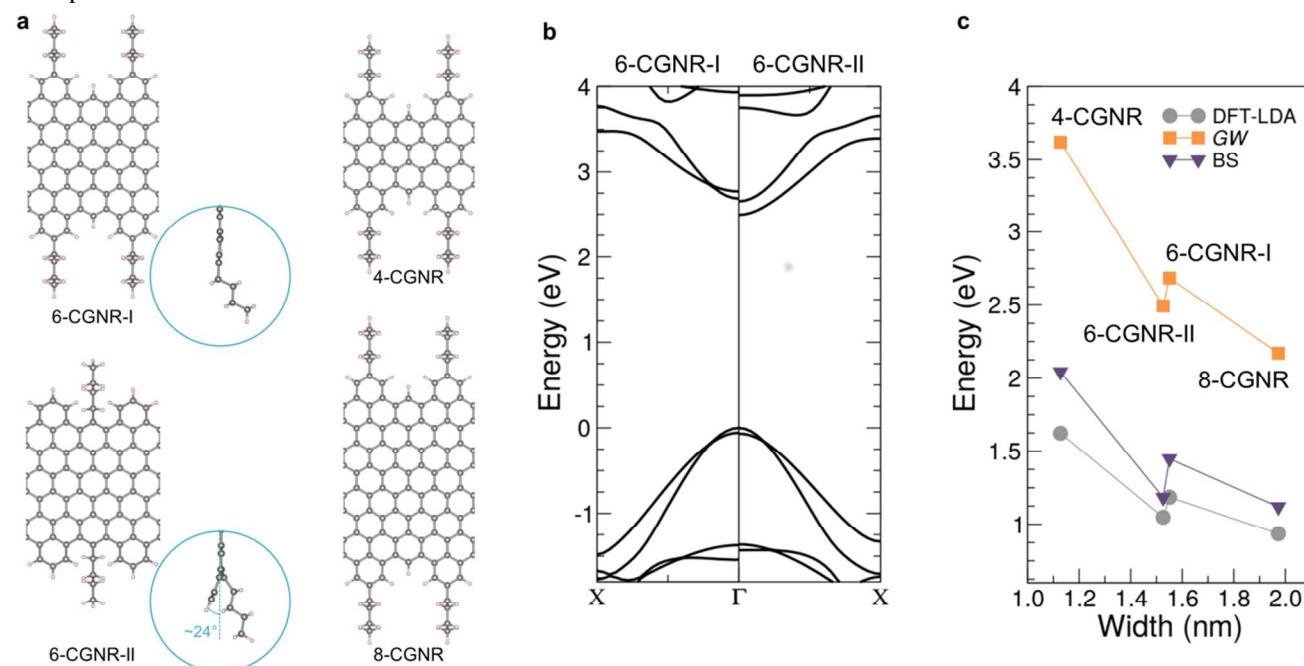 a
6-CGNR-I
4-CGNR
~24°
6-CGNR-II
8-CGNR
b
6-CGNR-I 6-CGNR-II
4
3
2
1
0
-1
Energy (eV)
X Γ X
c
4
3.5
3
2.5
2
1.5
1
Energy (eV)
4-CGNR
DFT-LDA
GW
BS
6-CGNR-I
6-CGNR-II
8-CGNR
1.0 1.2 1.4 1.6 1.8 2.0
Width (nm)